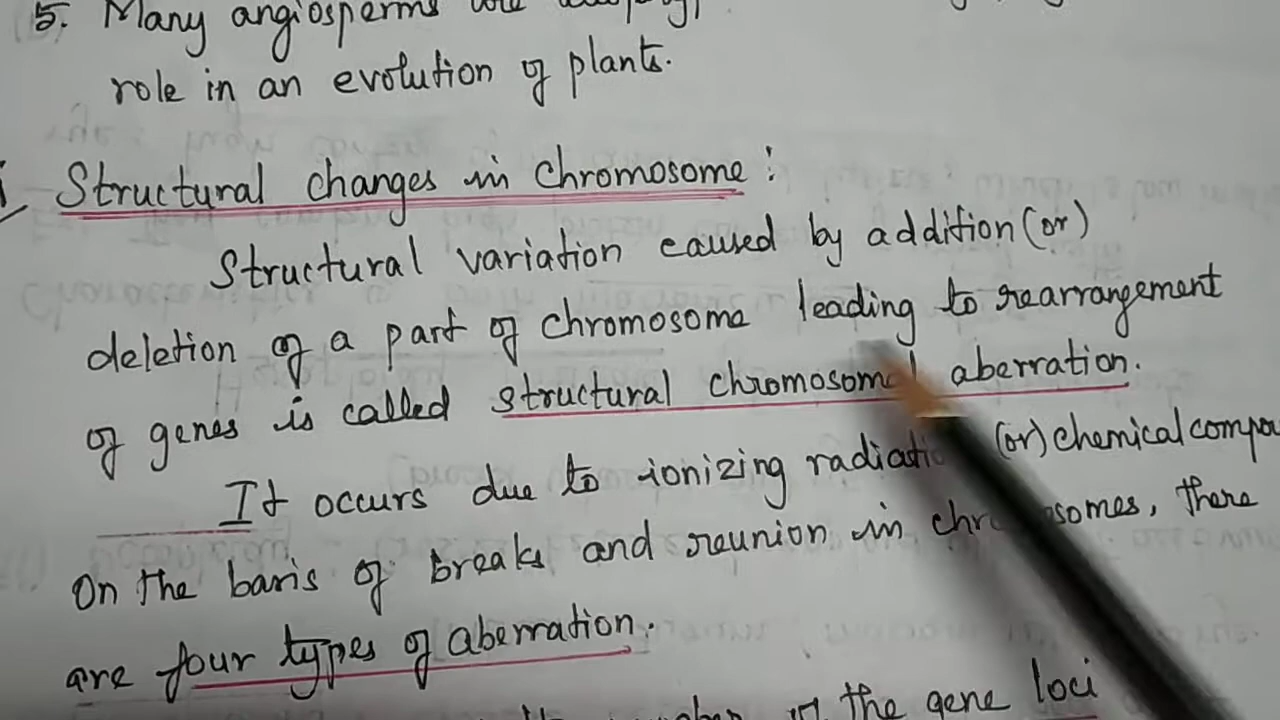 5. Many angiosperms are
role in an evolution of plants.
Structural changes in chromosome :
Structural variation caused by addition (or)
deletion of a part of chromosome leading to rearrangement
of genes is called structural chromosomal aberration.
It occurs due to ionizing radiation (or) chemical compou
On the basis of breaks and reunion in chromosomes, there
are four types of aberration.
the gene loci